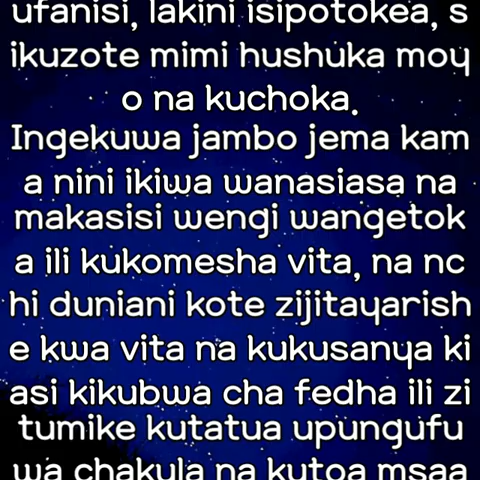 ufanisi, lakini isipotokea, s
ikuzote mimi hushuka moy
o na kuchoka.
Ingekuwa jambo jema kam
a nini ikiwa wanasiasa na
makasisi wengi wangetok
a ili kukomesha vita, na nc
hi duniani kote zijitayarish
e kwa vita na kukusanya ki
asi kikubwa cha fedha ili zi
tumike kutatua upungufu
wa chakula na kutoa msaa